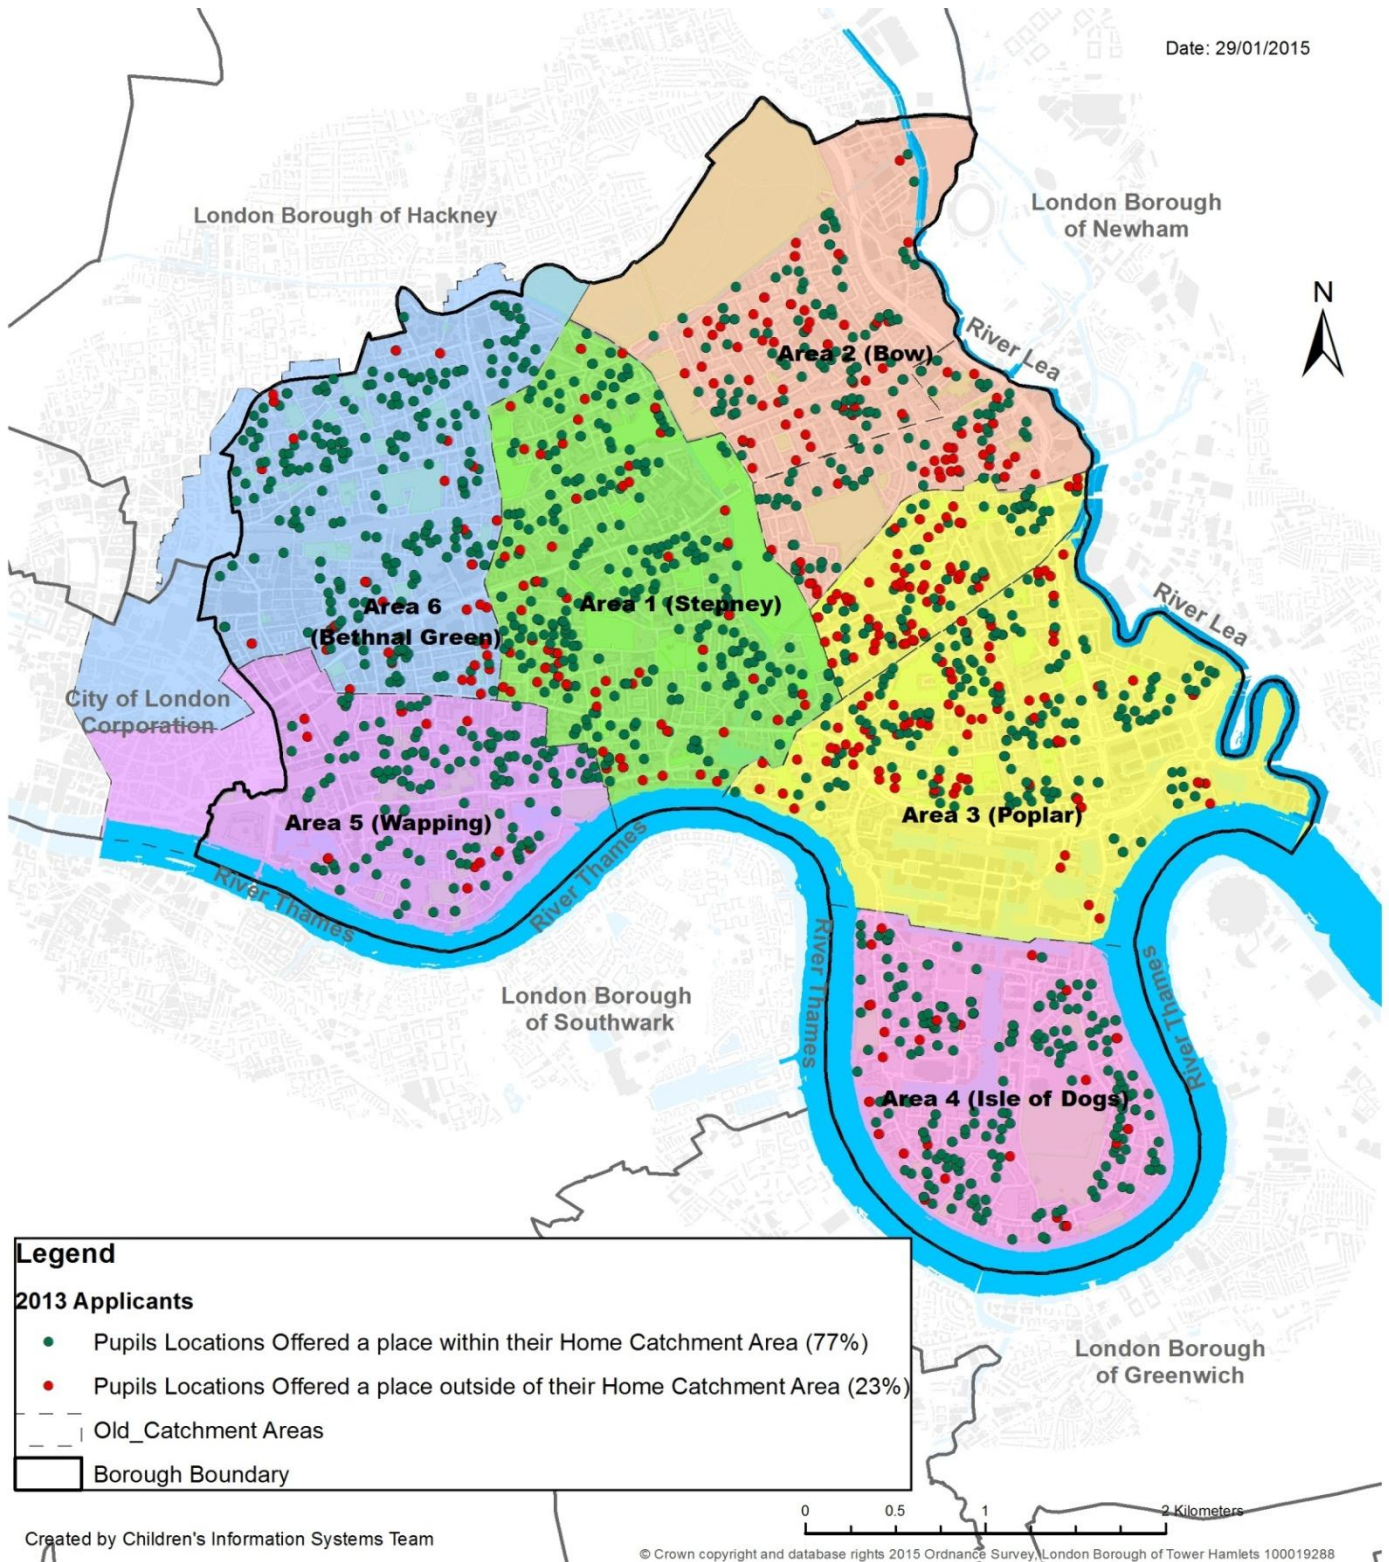 Date: 29/01/2015
London Borough of Hackney
London Borough
of Newham
N
River Lea
Area 2 (Bow)
River Lea
Area 6
(Bethnal Green)
Area 1 (Stepney)
City of London
Corporation
Area 5 (Wapping)
Area 3 (Poplar)
River Thames
River Thames
River Thames
River Thames
London Borough
of Southwark
Area 4 (Isle of Dogs)
Legend
2013 Applicants
Pupils Locations Offered a place within their Home Catchment Area (77%)
Pupils Locations Offered a place outside of their Home Catchment Area (23%)
Old_Catchment Areas
Borough Boundary
London Borough
of Greenwich
0 0.5 1 2 Kilometers
Created by Children's Information Systems Team
© Crown copyright and database rights 2015 Ordnance Survey, London Borough of Tower Hamlets 100019288